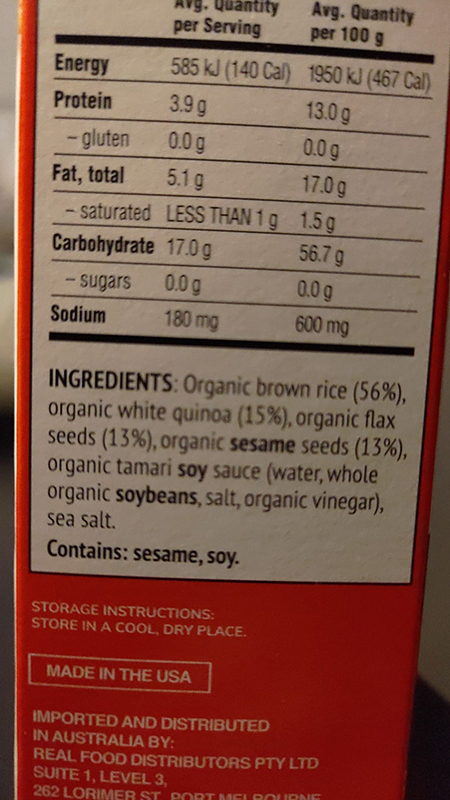 Avg. Quantity Avg. Quantity
per Serving per 100 g
Energy 585 kJ (140 Cal) 1950 kJ (467 Cal)
Protein 3.9 g 13.0 g
– gluten 0.0 g 0.0 g
Fat, total 5.1 g 17.0 g
– saturated LESS THAN 1 g 1.5 g
Carbohydrate 17.0 g 56.7 g
– sugars 0.0 g 0.0 g
Sodium 180 mg 600 mg
INGREDIENTS: Organic brown rice (56%),
organic white quinoa (15%), organic flax
seeds (13%), organic sesame seeds (13%),
organic tamari soy sauce (water, whole
organic soybeans, salt, organic vinegar),
sea salt.
Contains: sesame, soy.
STORAGE INSTRUCTIONS:
STORE IN A COOL, DRY PLACE.
MADE IN THE USA
IMPORTED AND DISTRIBUTED
IN AUSTRALIA BY:
REAL FOOD DISTRIBUTORS PTY LTD
SUITE 1, LEVEL 3,
262 LORIMER ST, PORT MELBOURNE